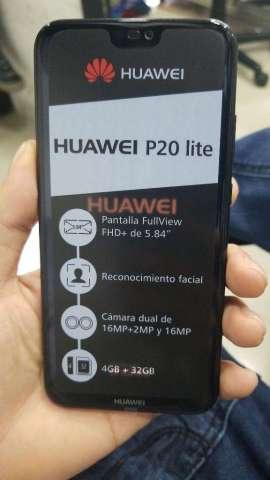 HUAWEI
HUAWEI P20 lite
HUAWEI
Pantalla FullView
FHD+ de 5.84"
Reconocimiento facial
Cámara dual de
16MP+2MP y 16MP
4GB + 32GB
HUAWEI